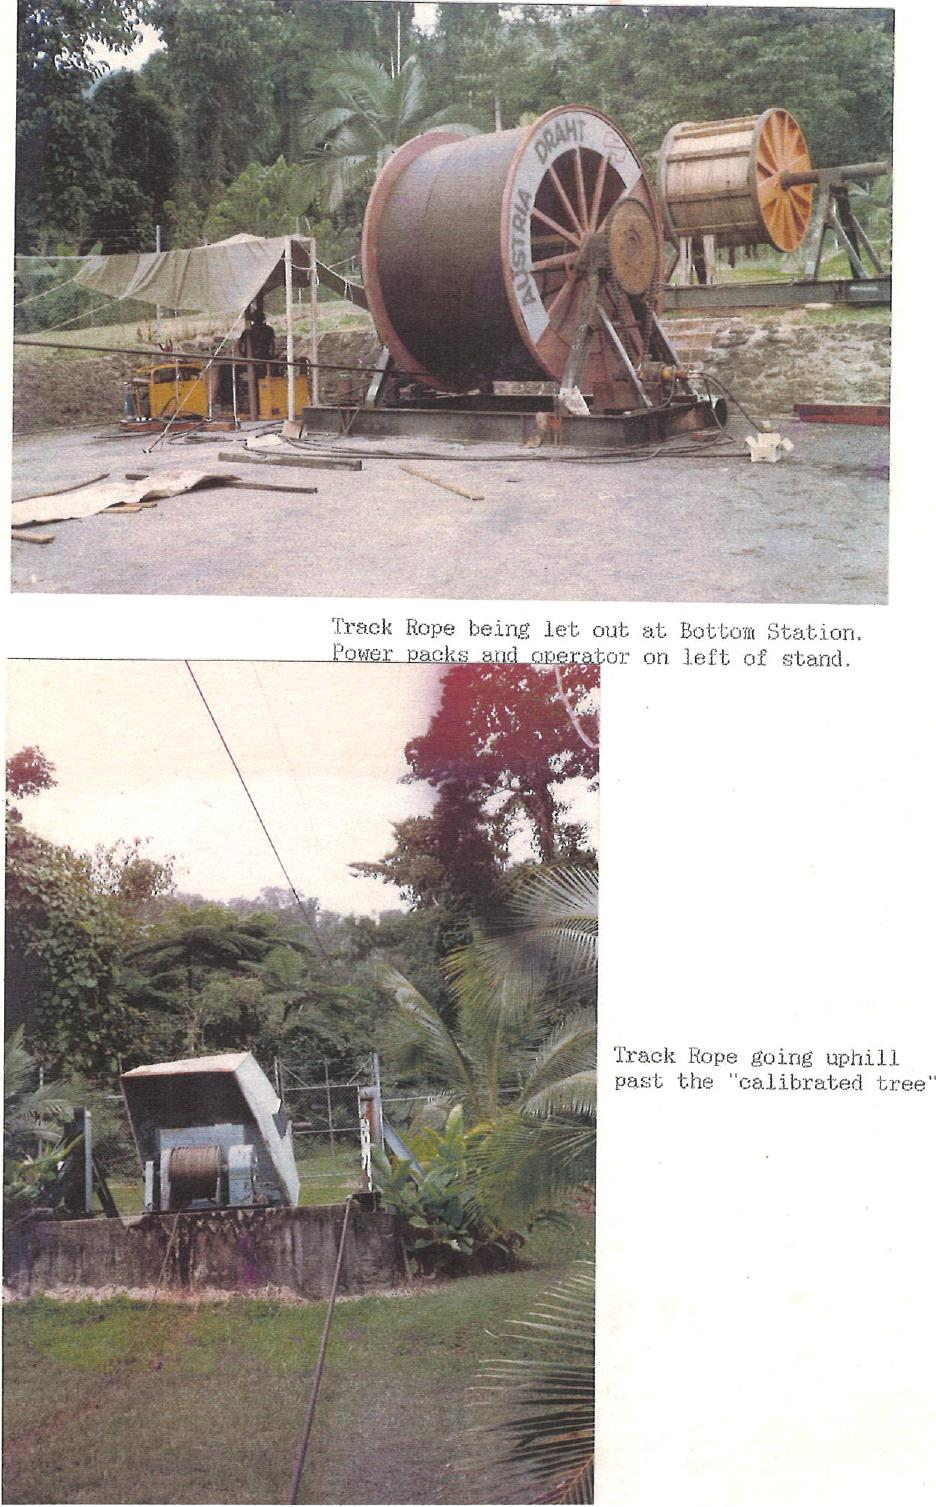 AUSTRIA DRAHT
Track Rope being let out at Bottom Station.
Power packs and operator on left of stand.
Track Rope going uphill
past the "calibrated tree"